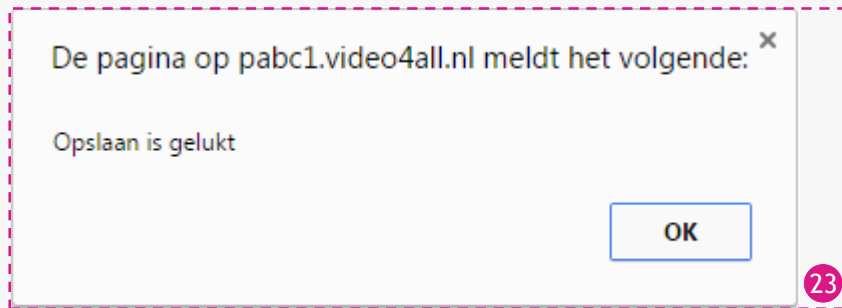 De pagina op pabc1.video4all.nl meldt het volgende:
×
Opslaan is gelukt
OK
23